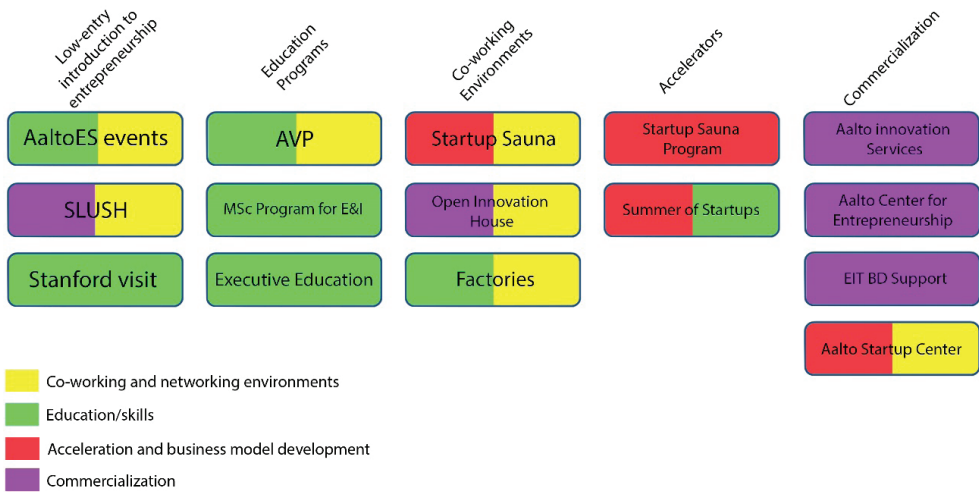 Low-entry
introduction to
entrepreneurship
Education
Programs
Co-working
Environments
Accelerators
Commercialization
AaltoES events
AVP
Startup Sauna
Startup Sauna
Program
Aalto innovation
Services
SLUSH
MSc Program for E&I
Open Innovation
House
Summer of Startups
Aalto Center for
Entrepreneurship
Stanford visit
Executive Education
Factories
EIT BD Support
Aalto Startup Center
Co-working and networking environments
Education/skills
Acceleration and business model development
Commercialization